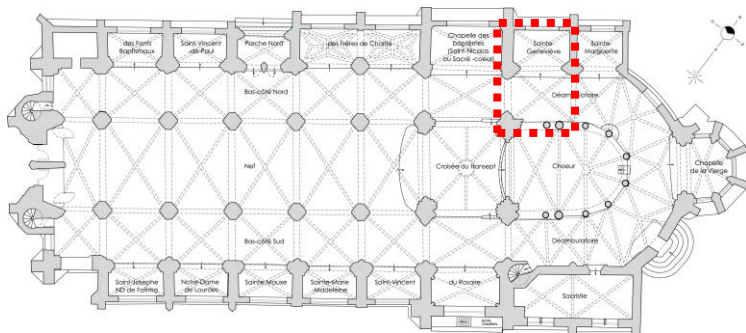 des Fonts
Baptismaux
Saint-Vincent
de-Paul
Porche Nord
des Frères de Charité
Chapelle des
baptêmes
(Saint-Nicolas
ou Sacré-coeur)
Sainte
Geneviève
Sainte
Marguerite
Bas-côté Nord
Déambulatoire
Nef
Croisée du transept
Choeur
Chapelle
de la Vierge
Bas-côté Sud
Déambulatoire
Saint-Josephe
ND de Fatima
Notre-Dame
de Lourdes
Sainte Mauxe
Sainte-Marie
Madeleine
Saint-Vincent
du Rosaire
Sacristie